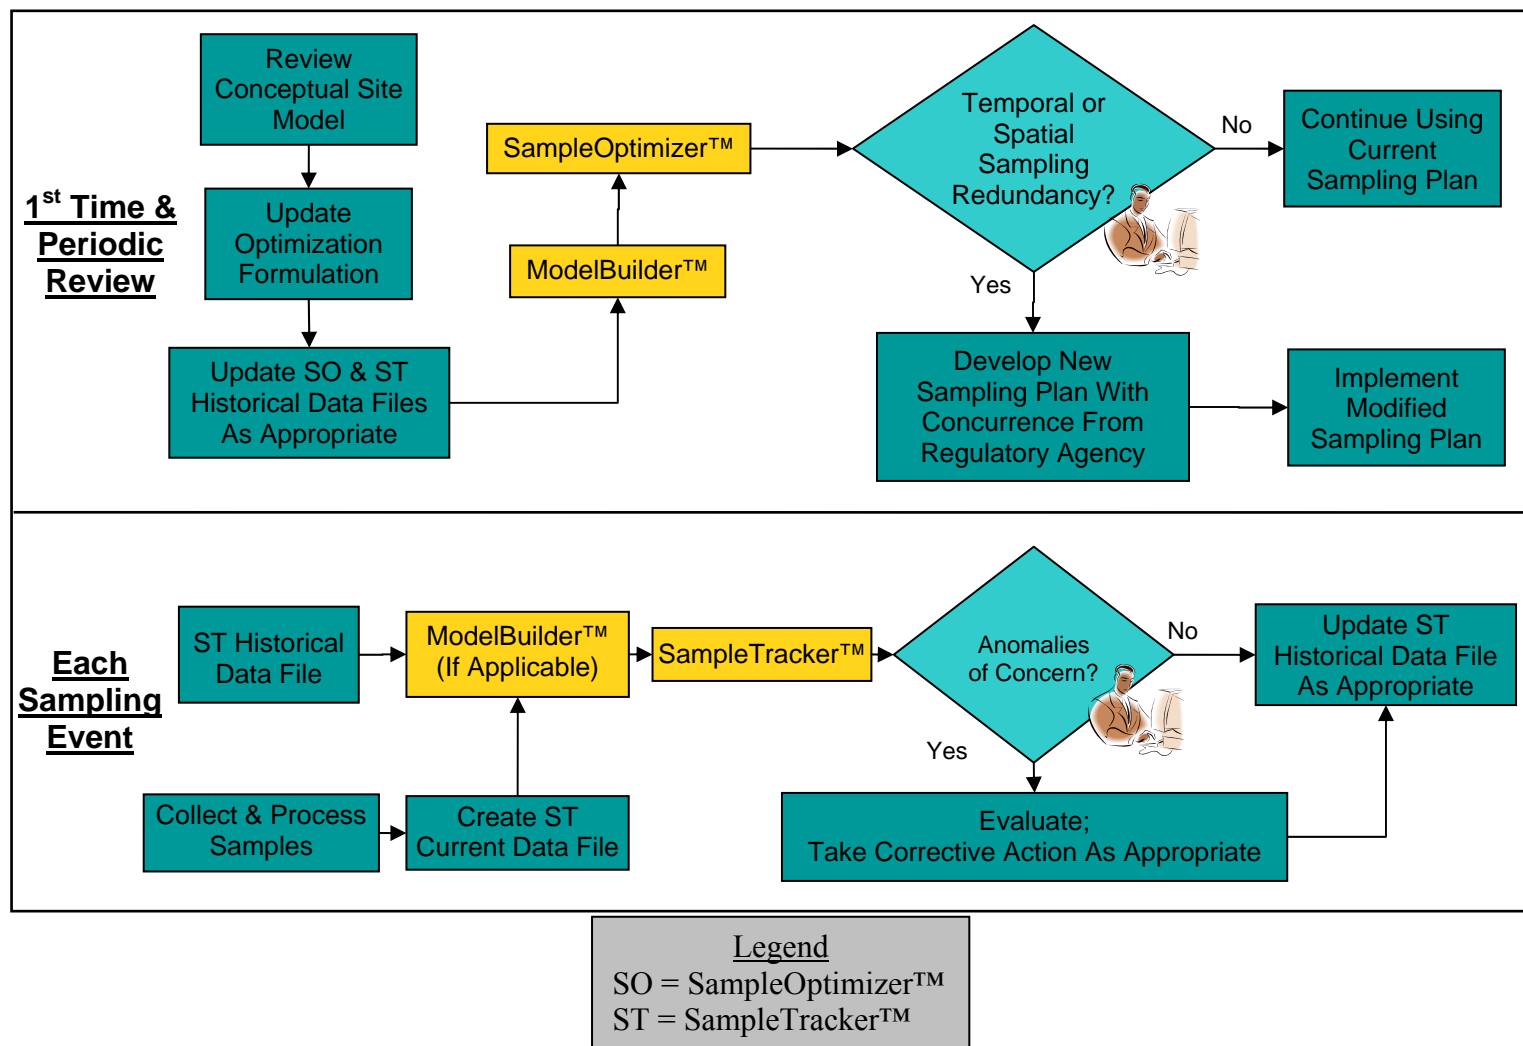 1st Time &
Periodic
Review
Review
Conceptual Site
Model
Update
Optimization
Formulation
Update SO & ST
Historical Data Files
As Appropriate
ModelBuilder™
SampleOptimizer™
Temporal or
Spatial
Sampling
Redundancy?
No
Continue Using
Current
Sampling Plan
Yes
Develop New
Sampling Plan With
Concurrence From
Regulatory Agency
Implement
Modified
Sampling Plan
Each
Sampling
Event
ST Historical
Data File
Collect & Process
Samples
Create ST
Current Data File
ModelBuilder™
(If Applicable)
SampleTracker™
Anomalies
of Concern?
No
Update ST
Historical Data File
As Appropriate
Yes
Evaluate;
Take Corrective Action As Appropriate
Legend
SO = SampleOptimizer™
ST = SampleTracker™